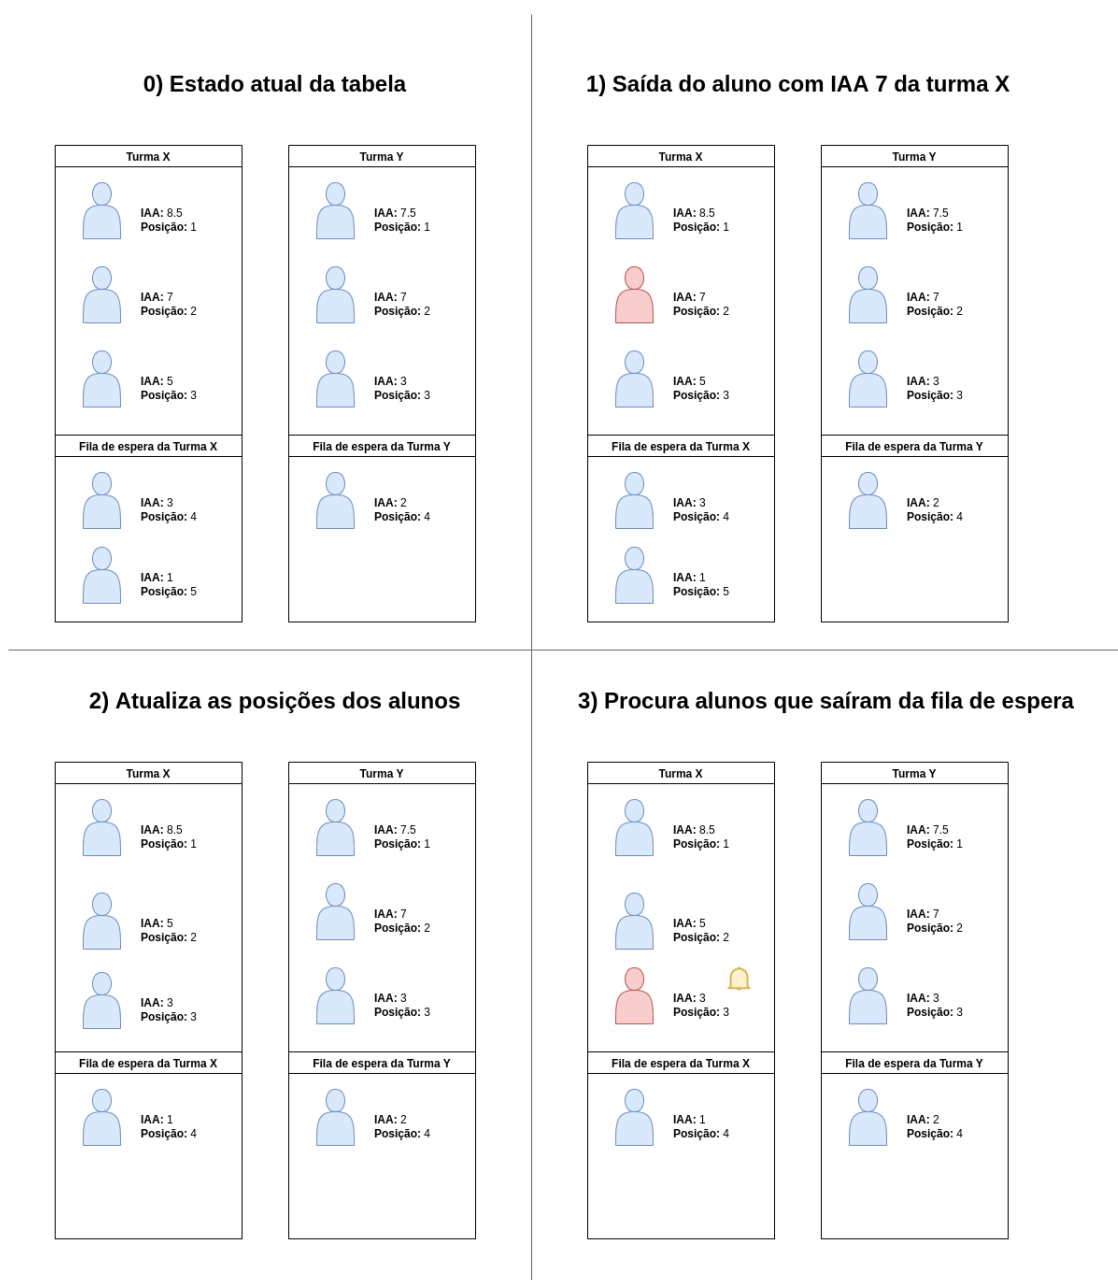 0) Estado atual da tabela
Turma X
IAA: 8.5
Posição: 1
IAA: 7
Posição: 2
IAA: 5
Posição: 3
Fila de espera da Turma X
IAA: 3
Posição: 4
IAA: 1
Posição: 5
Turma Y
IAA: 7.5
Posição: 1
IAA: 7
Posição: 2
IAA: 3
Posição: 3
Fila de espera da Turma Y
IAA: 2
Posição: 4
1) Saída do aluno com IAA 7 da turma X
Turma X
IAA: 8.5
Posição: 1
IAA: 7
Posição: 2
IAA: 5
Posição: 3
Fila de espera da Turma X
IAA: 3
Posição: 4
IAA: 1
Posição: 5
Turma Y
IAA: 7.5
Posição: 1
IAA: 7
Posição: 2
IAA: 3
Posição: 3
Fila de espera da Turma Y
IAA: 2
Posição: 4
2) Atualiza as posições dos alunos
Turma X
IAA: 8.5
Posição: 1
IAA: 5
Posição: 2
IAA: 3
Posição: 3
Fila de espera da Turma X
IAA: 1
Posição: 4
Turma Y
IAA: 7.5
Posição: 1
IAA: 7
Posição: 2
IAA: 3
Posição: 3
Fila de espera da Turma Y
IAA: 2
Posição: 4
3) Procura alunos que saíram da fila de espera
Turma X
IAA: 8.5
Posição: 1
IAA: 5
Posição: 2
IAA: 3
Posição: 3
Fila de espera da Turma X
IAA: 1
Posição: 4
Turma Y
IAA: 7.5
Posição: 1
IAA: 7
Posição: 2
IAA: 3
Posição: 3
Fila de espera da Turma Y
IAA: 2
Posição: 4